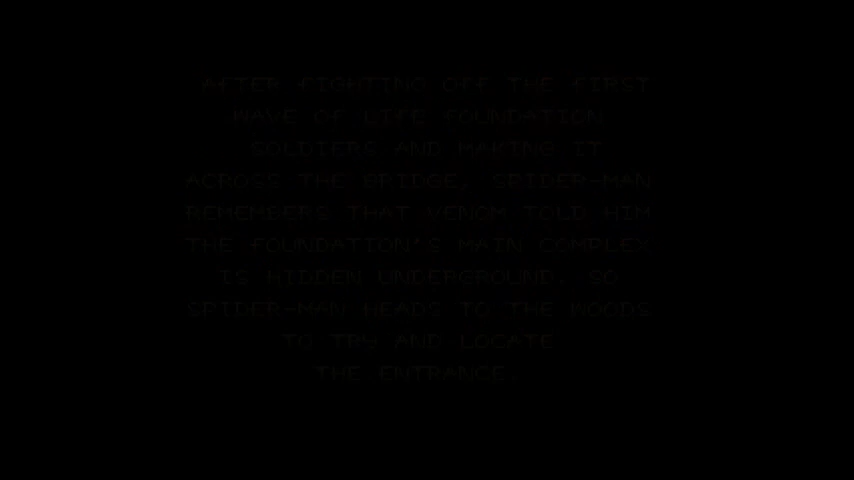 AFTER FIGHTING OFF THE FIRST
WAVE OF LIFE FOUNDATION
SOLDIERS AND MAKING IT
ACROSS THE BRIDGE, SPIDER-MAN
REMEMBERS THAT VENOM TOLD HIM
THE FOUNDATION'S MAIN COMPLEX
IS HIDDEN UNDERGROUND. SO
SPIDER-MAN HEADS TO THE WOODS
TO TRY AND LOCATE
THE ENTRANCE.